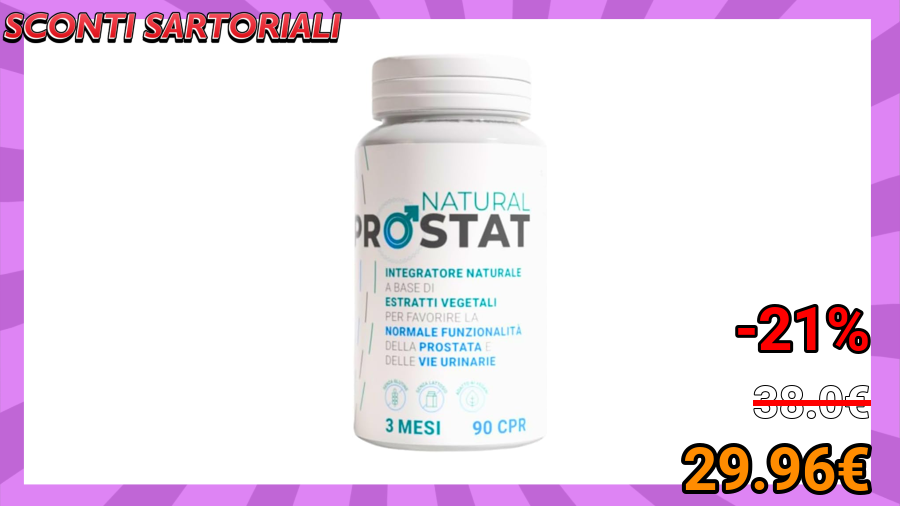 SCONTI SARTORIALI
NATURAL
PROSTAT
INTEGRATORE NATURALE
A BASE DI
ESTRATTI VEGETALI
PER FAVORIRE LA
NORMALE FUNZIONALITÀ
DELLA PROSTATA E
DELLE VIE URINARIE
3 MESI 90 CPR
-21%
38.0€
29.96€